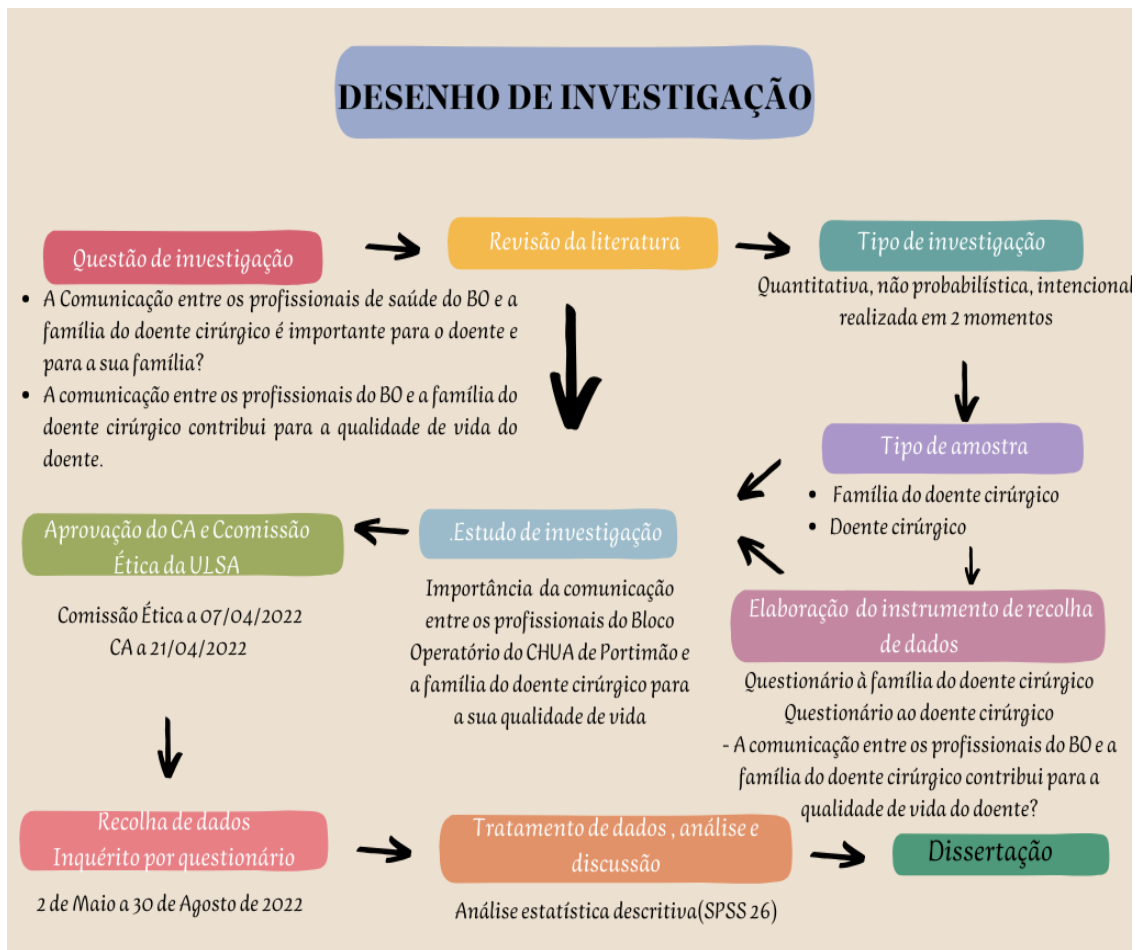 DESENHO DE INVESTIGAÇÃO
Questão de investigação
• A Comunicação entre os profissionais de saúde do BO e a
família do doente cirúrgico é importante para o doente e
para a sua família?
• A comunicação entre os profissionais do BO e a família do
doente cirúrgico contribui para a qualidade de vida do
doente.
Revisão da literatura
Tipo de investigação
Quantitativa, não probabilística, intencional
realizada em 2 momentos
Tipo de amostra
• Família do doente cirúrgico
• Doente cirúrgico
Elaboração do instrumento de recolha
de dados
Questionário à família do doente cirúrgico
Questionário ao doente cirúrgico
- A comunicação entre os profissionais do BO e a
família do doente cirúrgico contribui para a
qualidade de vida do doente?
.Estudo de investigação
Importância da comunicação
entre os profissionais do Bloco
Operatório do CHUA de Portimão e
a família do doente cirúrgico para
a sua qualidade de vida
Aprovação do CA e Ccomissão
Ética da ULSA
Comissão Ética a 07/04/2022
CA a 21/04/2022
Recolha de dados
Inquérito por questionário
2 de Maio a 30 de Agosto de 2022
Tratamento de dados , análise e
discussão
Análise estatística descritiva(SPSS 26)
Dissertação